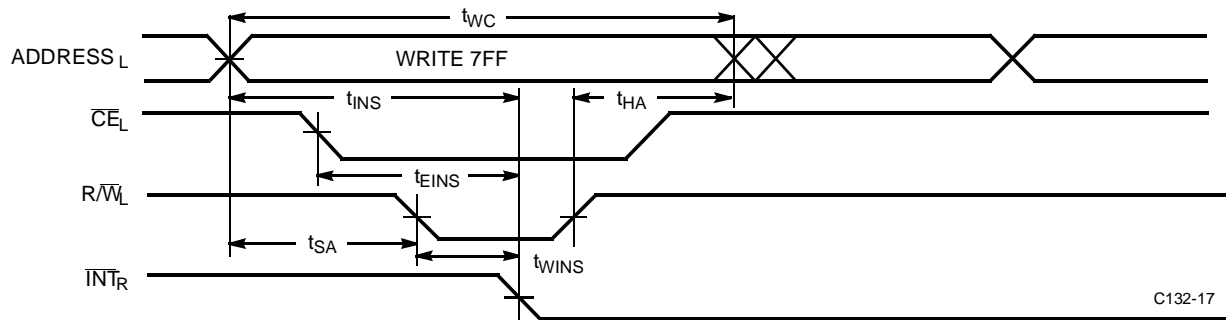 tWC
ADDRESS L
WRITE 7FF
tINS
tHA
CEL
tEINS
R/WL
tSA
tWINS
INTR
C132-17